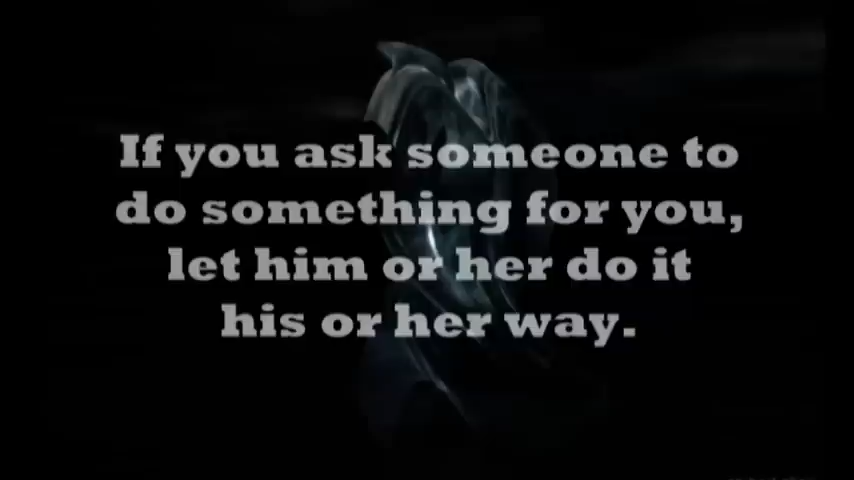 If you ask someone to
do something for you,
let him or her do it
his or her way.